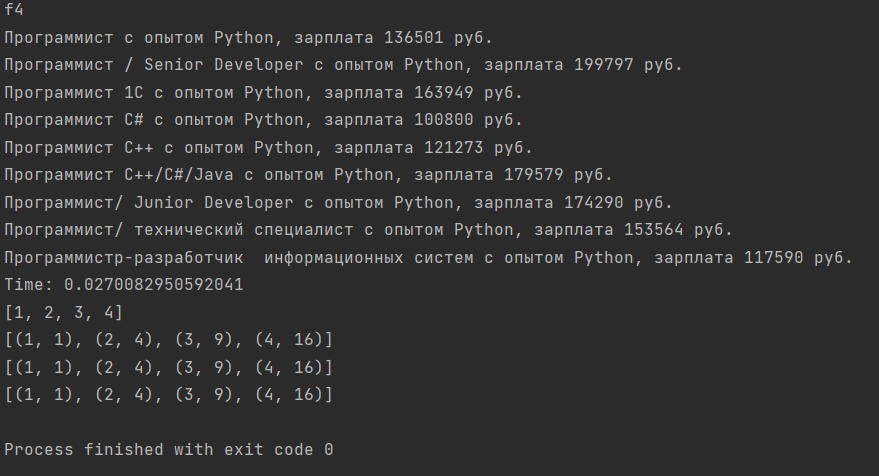 f4
Программист с опытом Python, зарплата 136501 руб.
Программист / Senior Developer с опытом Python, зарплата 199797 руб.
Программист 1С с опытом Python, зарплата 163949 руб.
Программист C# с опытом Python, зарплата 100800 руб.
Программист C++ с опытом Python, зарплата 121273 руб.
Программист C++/C#/Java с опытом Python, зарплата 179579 руб.
Программист/ Junior Developer с опытом Python, зарплата 174290 руб.
Программист/ технический специалист с опытом Python, зарплата 153564 руб.
Программистр-разработчик  информационных систем с опытом Python, зарплата 117590 руб.
Time: 0.0270082950592041
[1, 2, 3, 4]
[(1, 1), (2, 4), (3, 9), (4, 16)]
[(1, 1), (2, 4), (3, 9), (4, 16)]
[(1, 1), (2, 4), (3, 9), (4, 16)]
Process finished with exit code 0